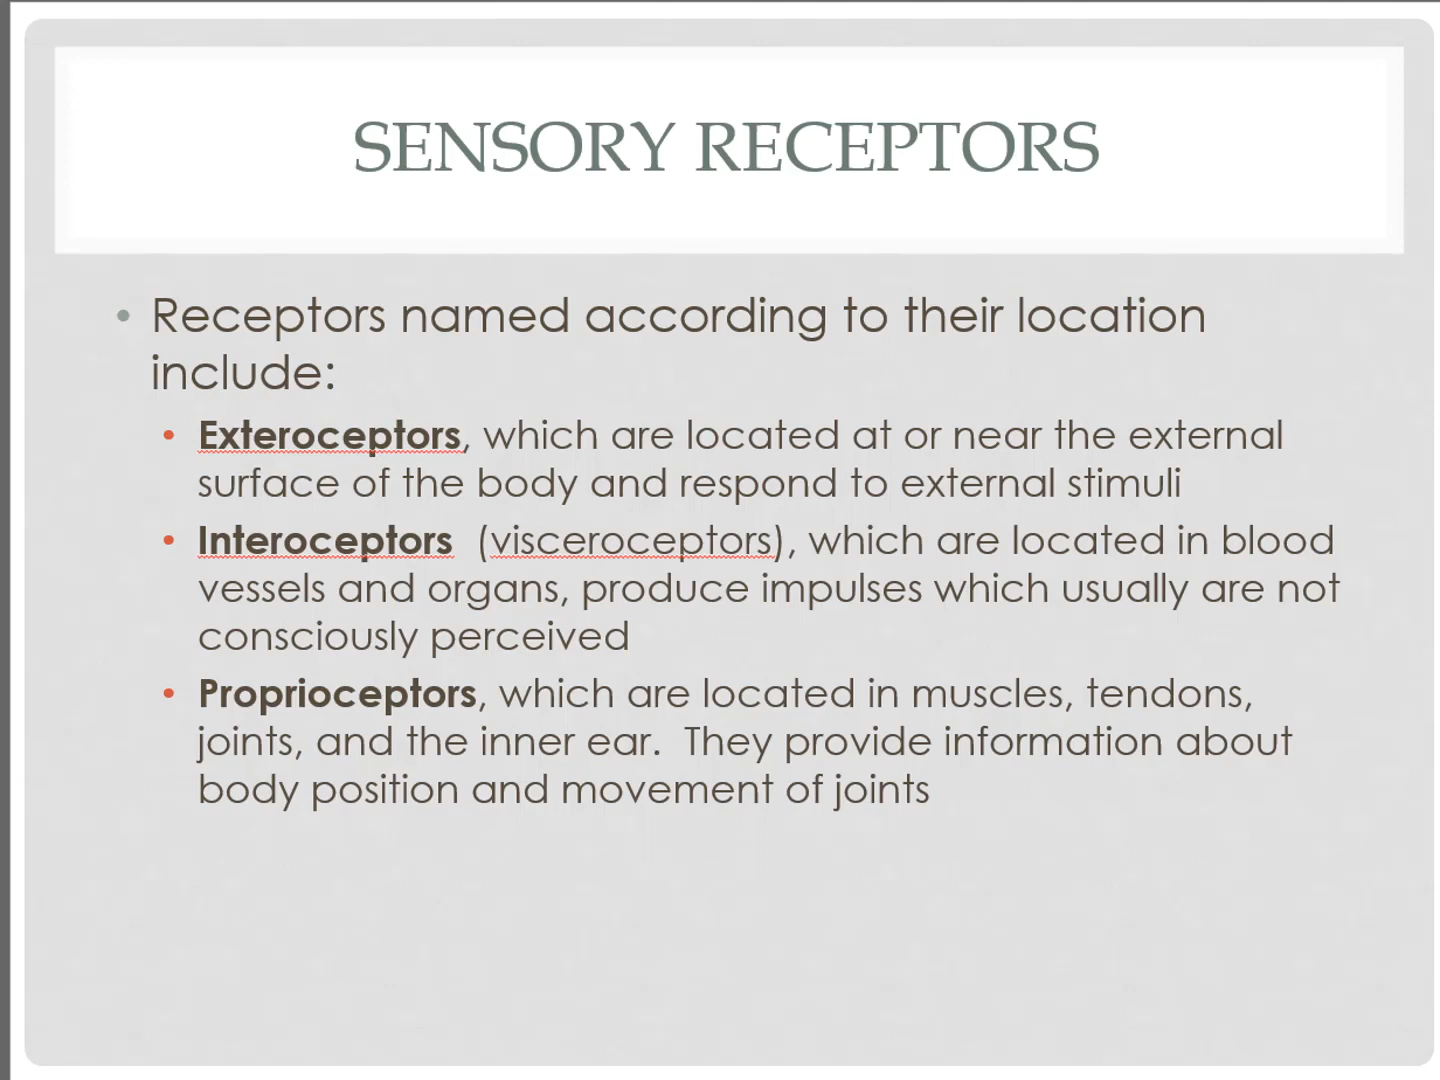 SENSORY RECEPTORS
• Receptors named according to their location
include:
• Exteroceptors, which are located at or near the external
surface of the body and respond to external stimuli
• Interoceptors  (visceroceptors), which are located in blood
vessels and organs, produce impulses which usually are not
consciously perceived
• Proprioceptors, which are located in muscles, tendons,
joints, and the inner ear.  They provide information about
body position and movement of joints